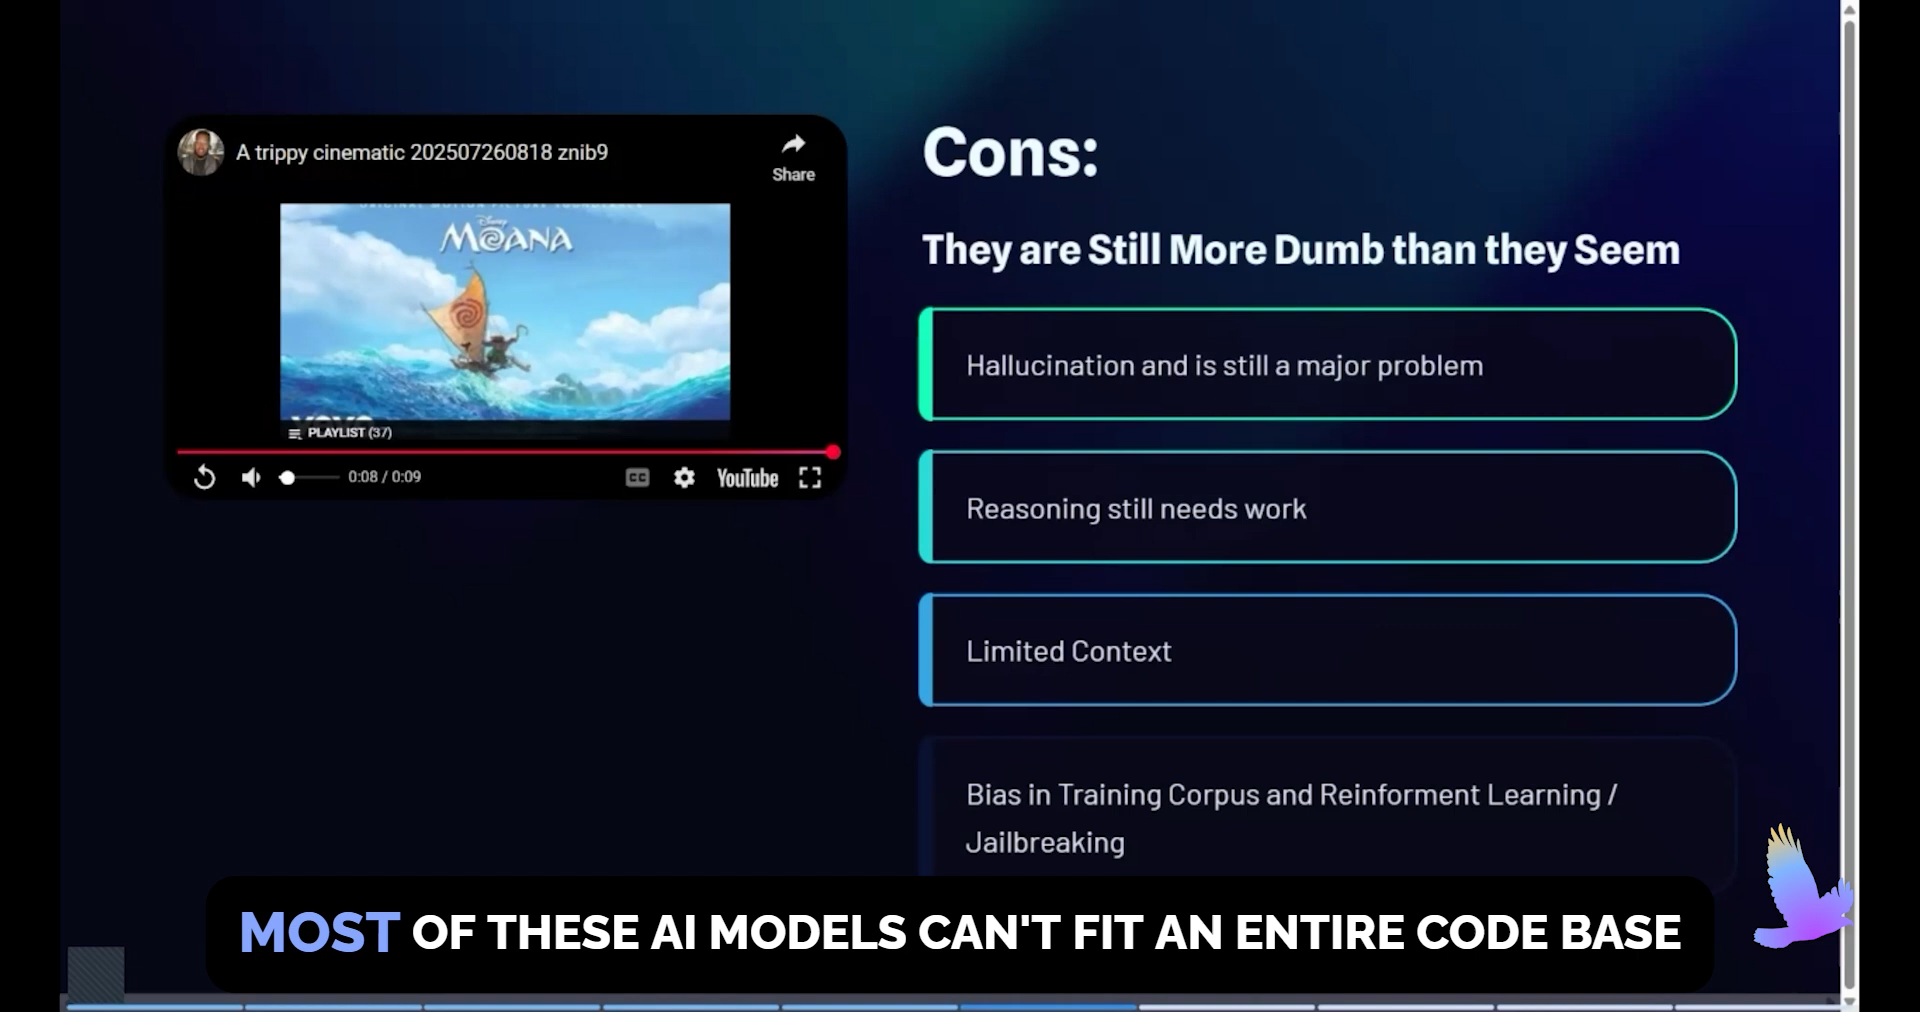 A trippy cinematic 202507260818 znib9
Share
Disney
MOANA
PLAYLIST (37)
0:08 / 0:09
CC
YouTube
Cons:
They are Still More Dumb than they Seem
Hallucination and is still a major problem
Reasoning still needs work
Limited Context
Bias in Training Corpus and Reinforment Learning /
Jailbreaking
MOST OF THESE AI MODELS CAN'T FIT AN ENTIRE CODE BASE